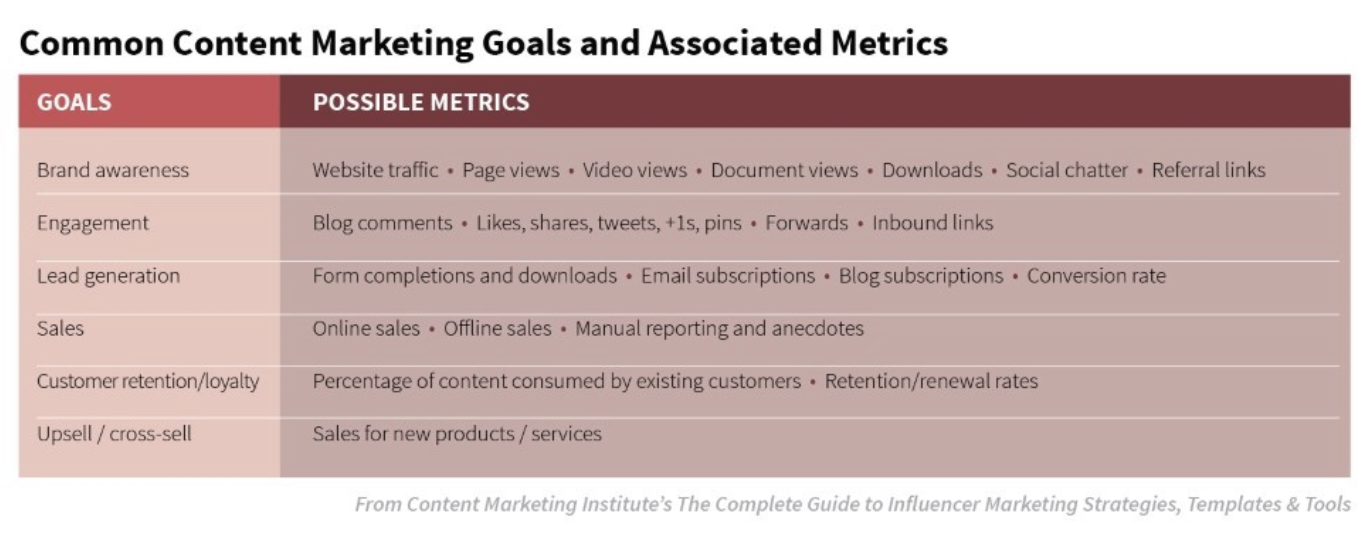 Common Content Marketing Goals and Associated Metrics
GOALS POSSIBLE METRICS
Brand awareness Website traffic • Page views • Video views • Document views • Downloads • Social chatter • Referral links
Engagement Blog comments • Likes, shares, tweets, +1s, pins • Forwards • Inbound links
Lead generation Form completions and downloads • Email subscriptions • Blog subscriptions • Conversion rate
Sales Online sales • Offline sales • Manual reporting and anecdotes
Customer retention/loyalty Percentage of content consumed by existing customers • Retention/renewal rates
Upsell / cross-sell Sales for new products / services
From Content Marketing Institute’s The Complete Guide to Influencer Marketing Strategies, Templates & Tools